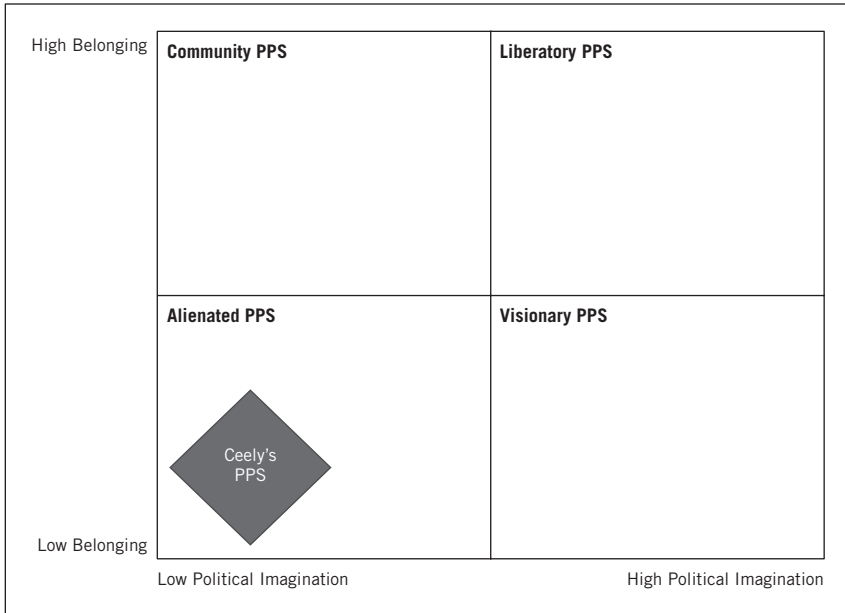 High Belonging
Community PPS
Liberatory PPS
Alienated PPS
Visionary PPS
Ceely's
PPS
Low Belonging
Low Political Imagination
High Political Imagination